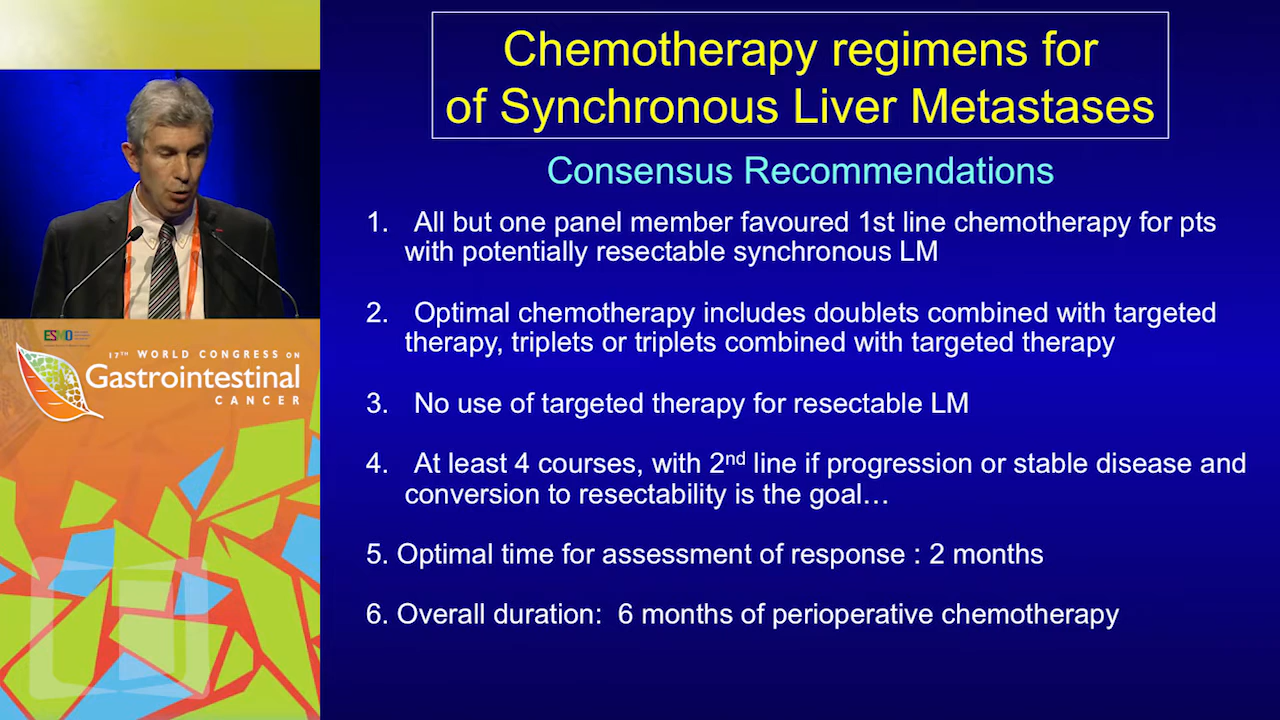 Chemotherapy regimens for
of Synchronous Liver Metastases
Consensus Recommendations
1. All but one panel member favoured 1st line chemotherapy for pts
with potentially resectable synchronous LM
2. Optimal chemotherapy includes doublets combined with targeted
therapy, triplets or triplets combined with targeted therapy
3. No use of targeted therapy for resectable LM
4. At least 4 courses, with 2nd line if progression or stable disease and
conversion to resectability is the goal…
5. Optimal time for assessment of response : 2 months
6. Overall duration: 6 months of perioperative chemotherapy
ESMO
17TH WORLD CONGRESS ON
Gastrointestinal
CANCER